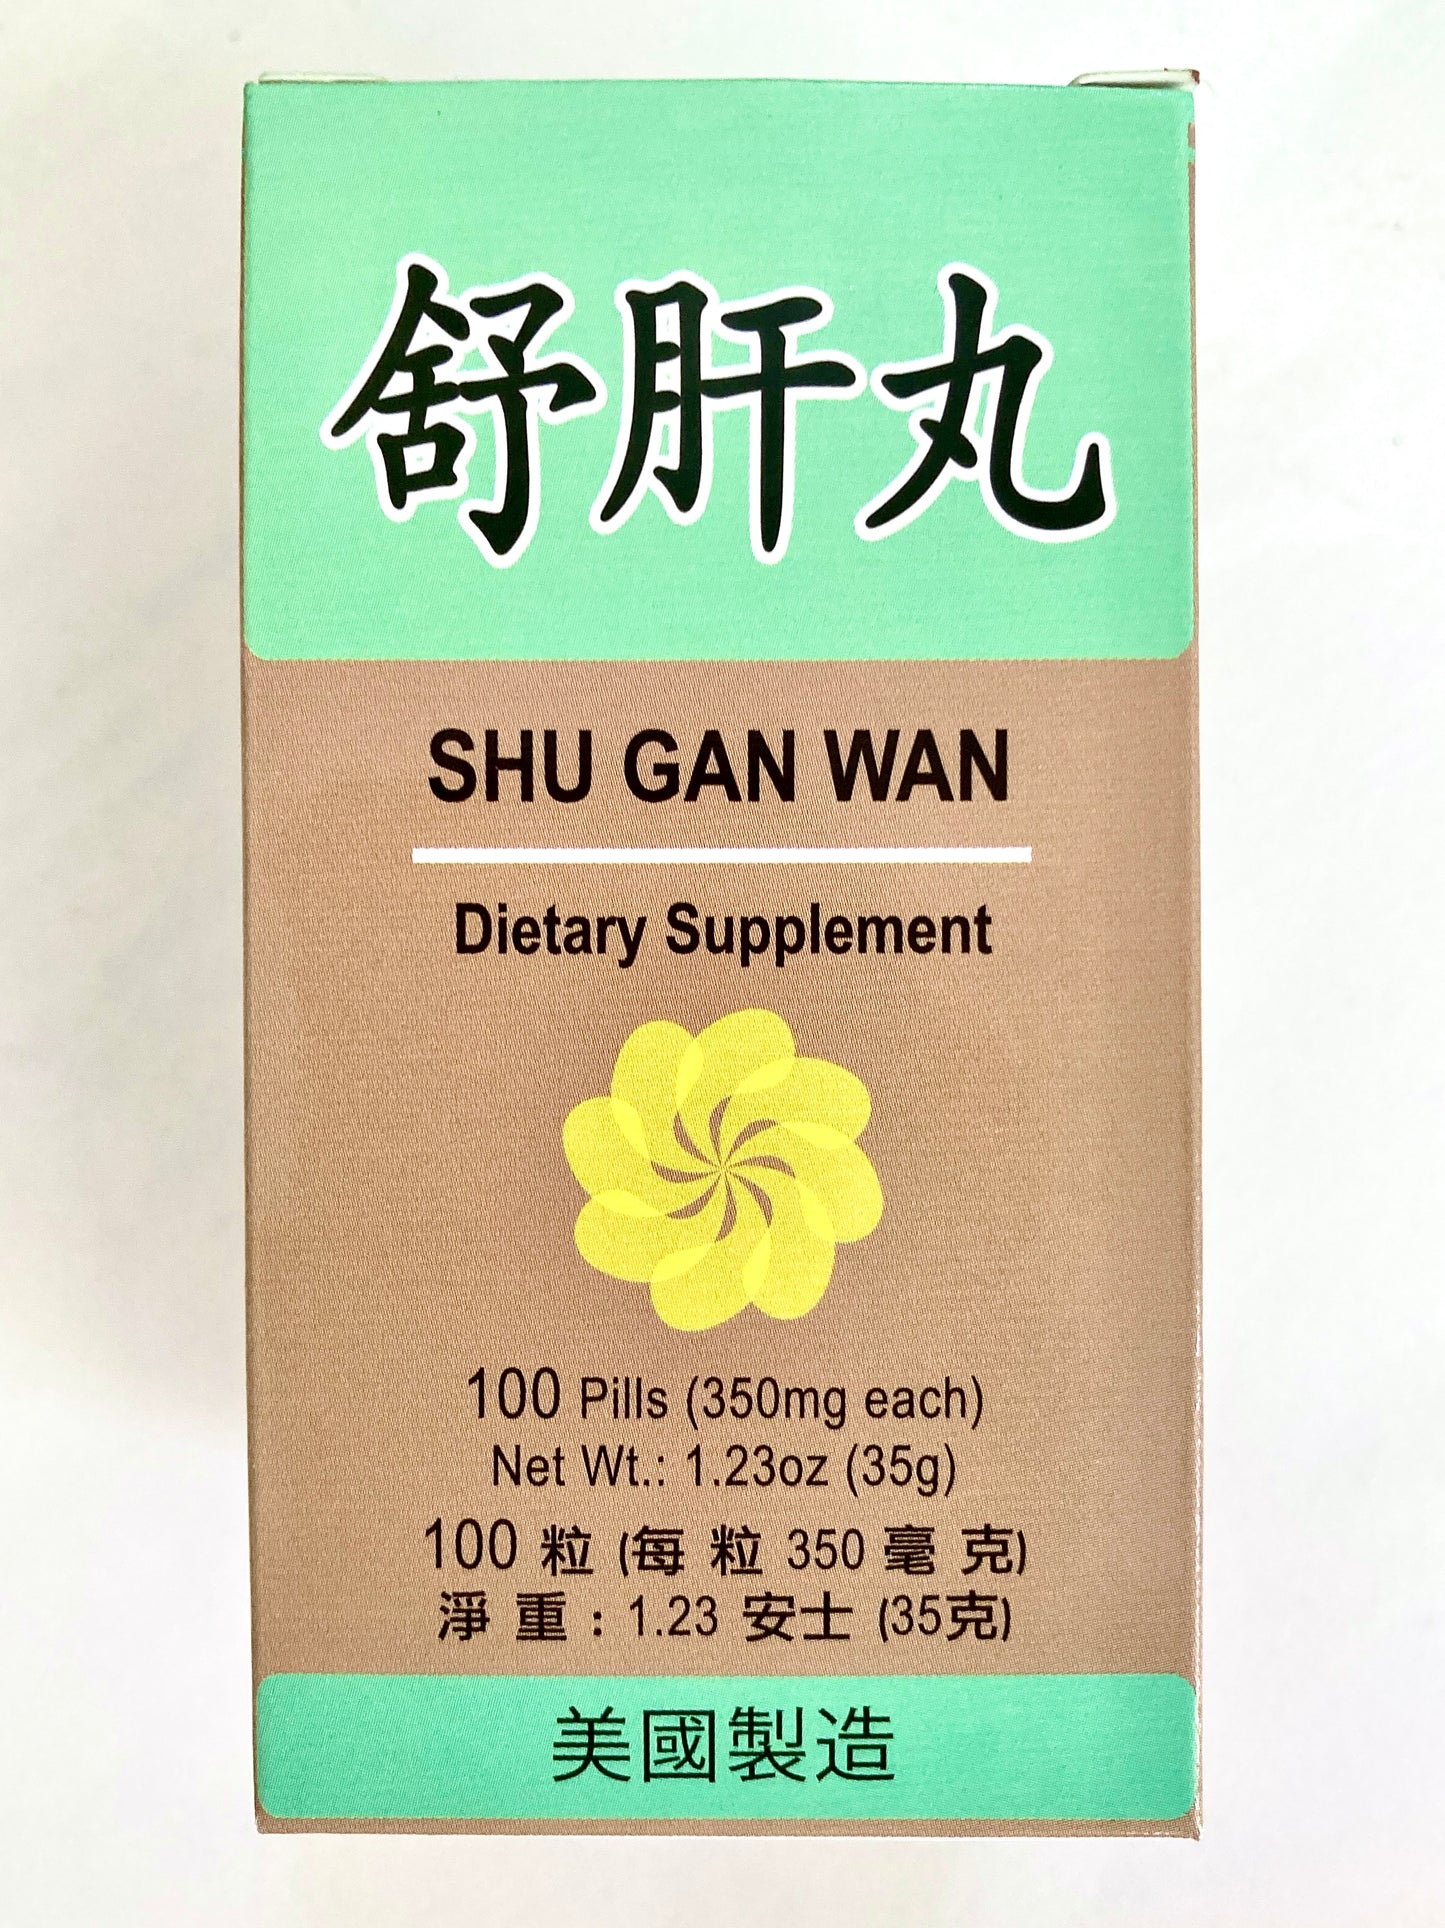 舒肝丸
SHU GAN WAN
Dietary Supplement
100 Pills (350mg each)
Net Wt.: 1.23oz (35g)
100 粒 (每 粒 350 毫 克)
淨 重 : 1.23 安士 (35克)
美國製造